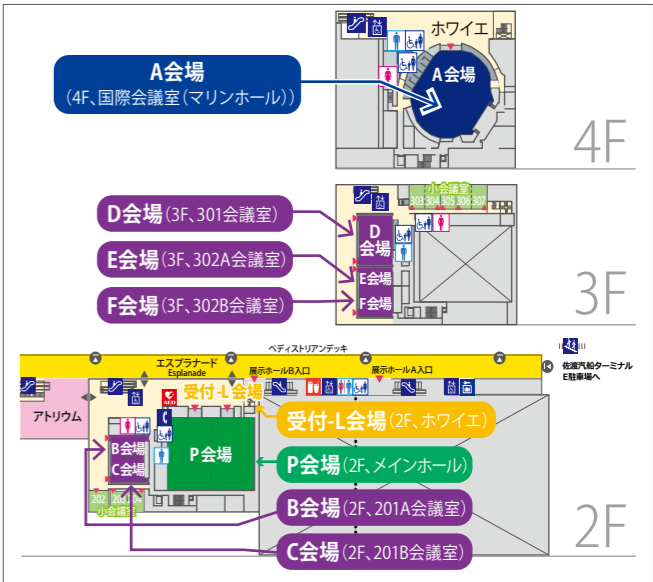 ホワイエ
A会場
(4F、国際会議室(マリンホール))
A会場
4F
小会議室
303 304 305 306 307
D会場(3F、301会議室)
D
会場
E会場(3F、302A会議室)
E会場
F会場(3F、302B会議室)
F会場
3F
ペディストリアンデッキ
エスプラナード
Esplanade
展示ホールB入口
展示ホールA入口
佐渡汽船ターミナル
E駐車場へ
アトリウム
AED
受付-L会場
受付-L会場(2F、ホワイエ)
B会場
C会場
P会場
P会場(2F、メインホール)
202 203 204
小会議室
B会場(2F、201A会議室)
C会場(2F、201B会議室)
2F